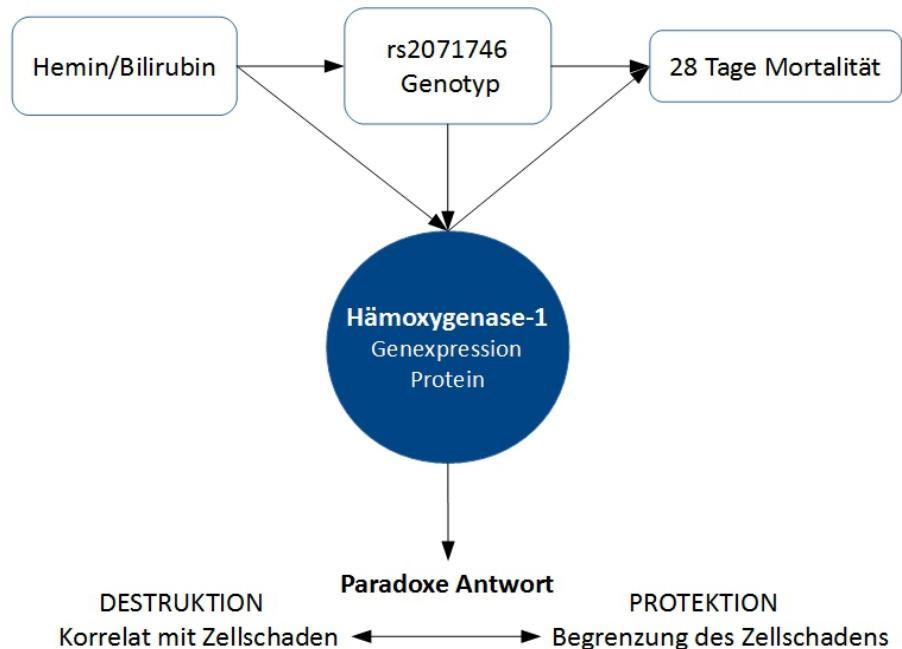 Hemin/Bilirubin
rs2071746
Genotyp
28 Tage Mortalität
Hämoxygenase-1
Genexpression
Protein
Paradoxe Antwort
DESTRUKTION
Korrelat mit Zellschaden
PROTEKTION
Begrenzung des Zellschadens